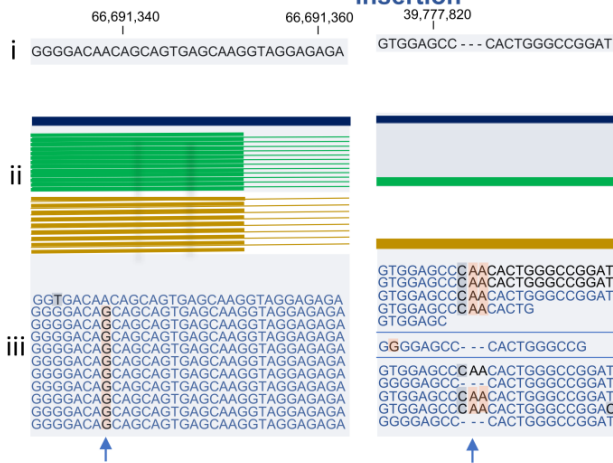 Insertion
66,691,340
66,691,360
39,777,820
i
GGGGACAACAGCAGTGAGCAAGGTAGGAGAGA
GTGGAGCC---CACTGGGCCGGAT
ii
iii
GGTGACAACAGCAGTGAGCAAGGTAGGAGAGA
GGGGACAGCAGCAGTGAGCAAGGTAGGAGAGA
GGGGACAGCAGCAGTGAGCAAGGTAGGAGAGA
GGGGACAGCAGCAGTGAGCAAGGTAGGAGAGA
GGGGACAGCAGCAGTGAGCAAGGTAGGAGAGA
GGGGACAGCAGCAGTGAGCAAGGTAGGAGAGA
GGGGACAGCAGCAGTGAGCAAGGTAGGAGAGA
GGGGACAGCAGCAGTGAGCAAGGTAGGAGAGA
GGGGACAGCAGCAGTGAGCAAGGTAGGAGAGA
GGGGACAGCAGCAGTGAGCAAGGTAGGAGAGA
GGGGACAGCAGCAGTGAGCAAGGTAGGAGAGA
GTGGAGCCCAACACTGGGCCGGAT
GTGGAGCCCAACACTGGGCCGGAT
GTGGAGCCCAACACTGGGCCGGAT
GTGGAGCCCAACACTG
GTGGAGC
GGGGAGCC---CACTGGGCCG
GTGGAGCCCAACACTGGGCCGGAT
GGGGAGCC---CACTGGGCCGGAT
GTGGAGCCCAACACTGGGCCGGAT
GTGGAGCCCAACACTGGGCCGGAC
GGGGAGCC---CACTGGGCCGGAT